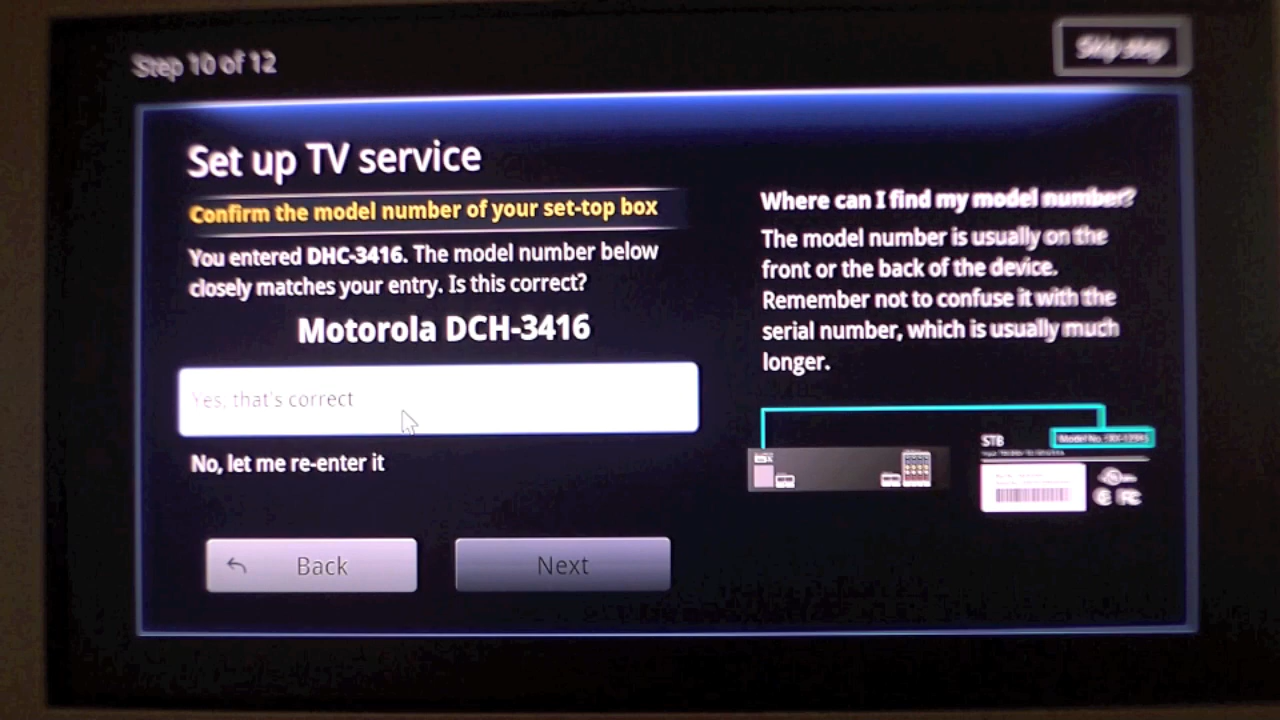 Step 10 of 12
Skip step
Set up TV service
Confirm the model number of your set-top box
You entered DHC-3416. The model number below
closely matches your entry. Is this correct?
Motorola DCH-3416
Yes, that's correct
No, let me re-enter it
Back
Next
Where can I find my model number?
The model number is usually on the
front or the back of the device.
Remember not to confuse it with the
serial number, which is usually much
longer.
STB
Model No.
FC